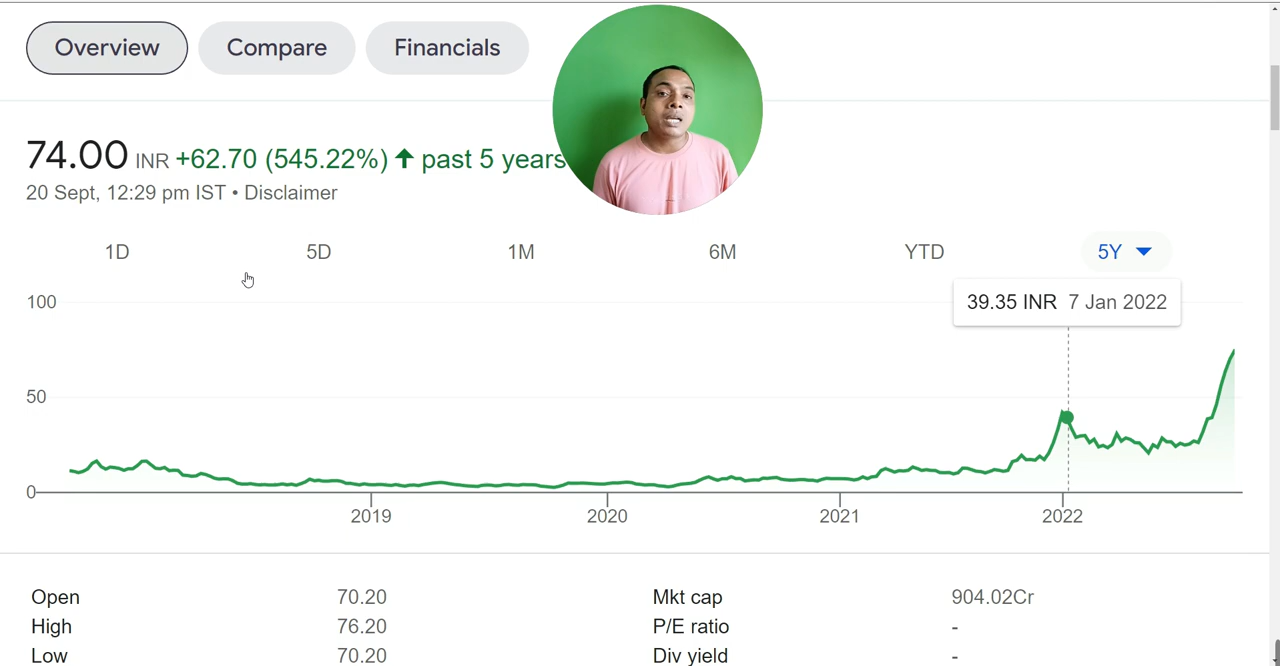 Overview Compare Financials
74.00 INR +62.70 (545.22%) ↑ past 5 years
20 Sept, 12:29 pm IST • Disclaimer
1D 5D 1M 6M YTD 5Y
39.35 INR 7 Jan 2022
100
50
0
2019 2020 2021 2022
Open 70.20 Mkt cap 904.02Cr
High 76.20 P/E ratio -
Low 70.20 Div yield -